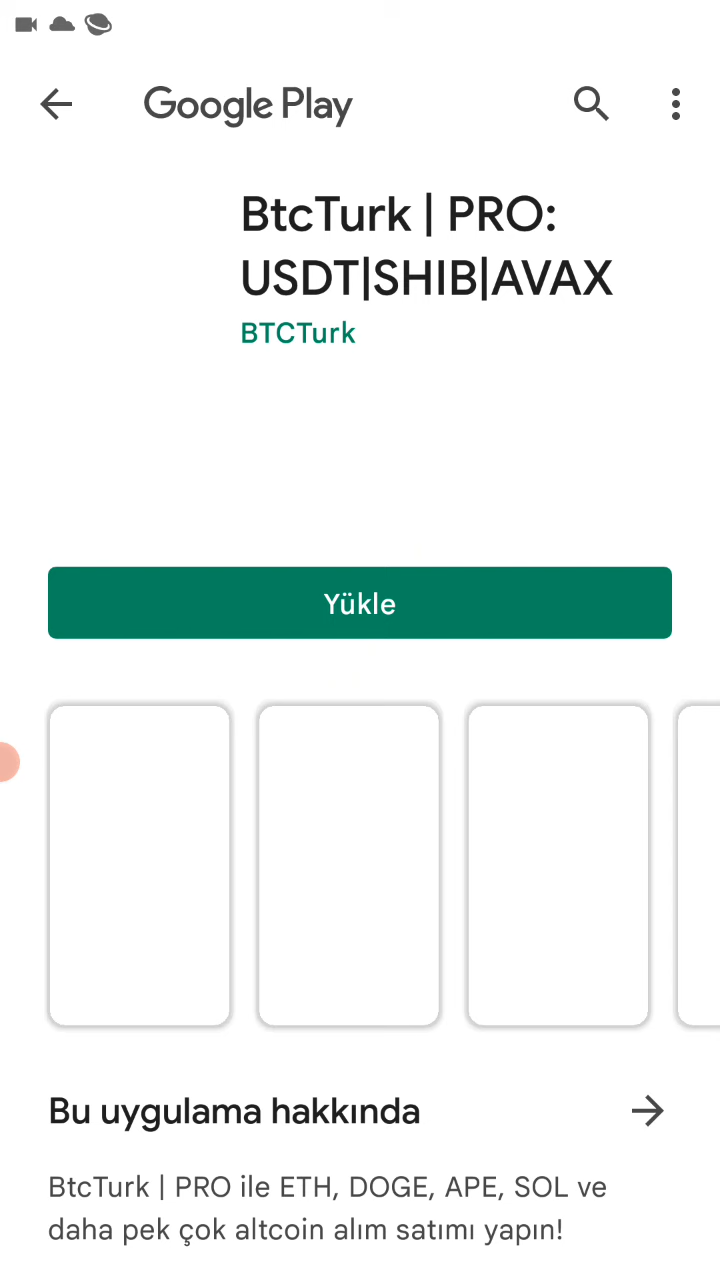 Google Play
BtcTurk | PRO:
USDT|SHIB|AVAX
BTCTurk
Yükle
Bu uygulama hakkında
BtcTurk | PRO ile ETH, DOGE, APE, SOL ve
daha pek çok altcoin alım satımı yapın!